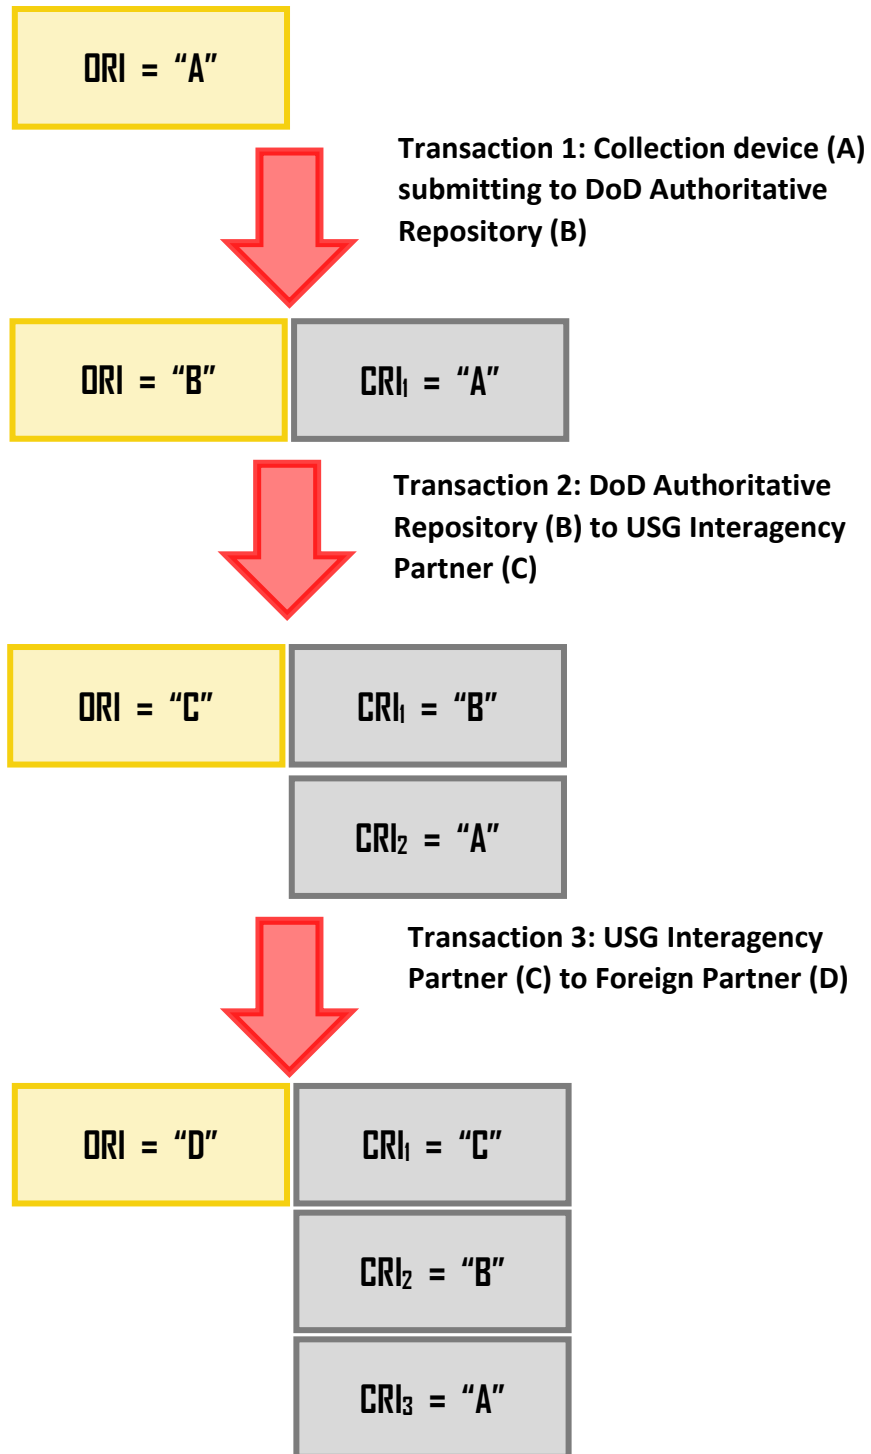 ORI = “A”
Transaction 1: Collection device (A)
submitting to DoD Authoritative
Repository (B)
ORI = “B”
CRI₁ = “A”
Transaction 2: DoD Authoritative
Repository (B) to USG Interagency
Partner (C)
ORI = “C”
CRI₁ = “B”
CRI₂ = “A”
Transaction 3: USG Interagency
Partner (C) to Foreign Partner (D)
ORI = “D”
CRI₁ = “C”
CRI₂ = “B”
CRI₃ = “A”